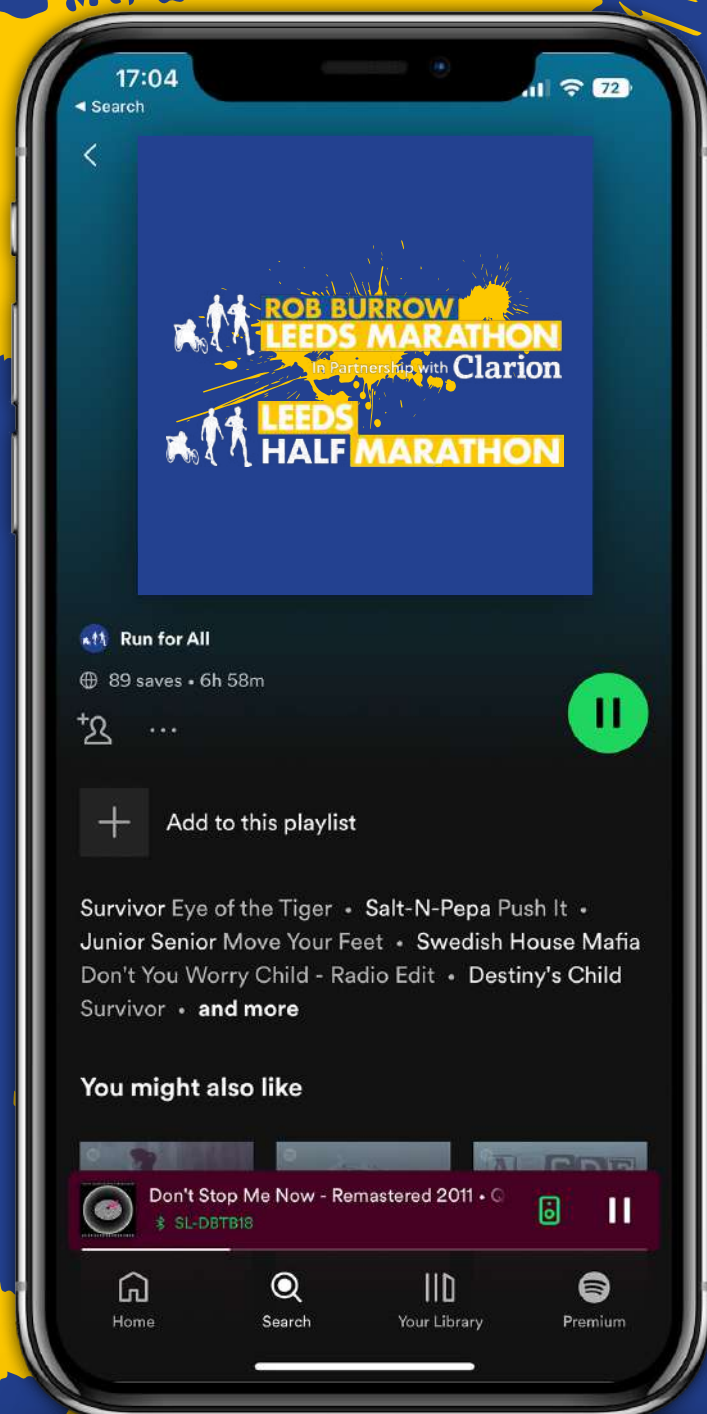 17:04
72
Search
ROB BURROW
LEEDS MARATHON
In Partnership with Clarion
LEEDS
HALF MARATHON
Run for All
89 saves • 6h 58m
...
Add to this playlist
Survivor Eye of the Tiger • Salt-N-Pepa Push It •
Junior Senior Move Your Feet • Swedish House Mafia
Don't You Worry Child - Radio Edit • Destiny's Child
Survivor • and more
You might also like
Don't Stop Me Now - Remastered 2011 •
SL-DBTB18
Home
Search
Your Library
Premium